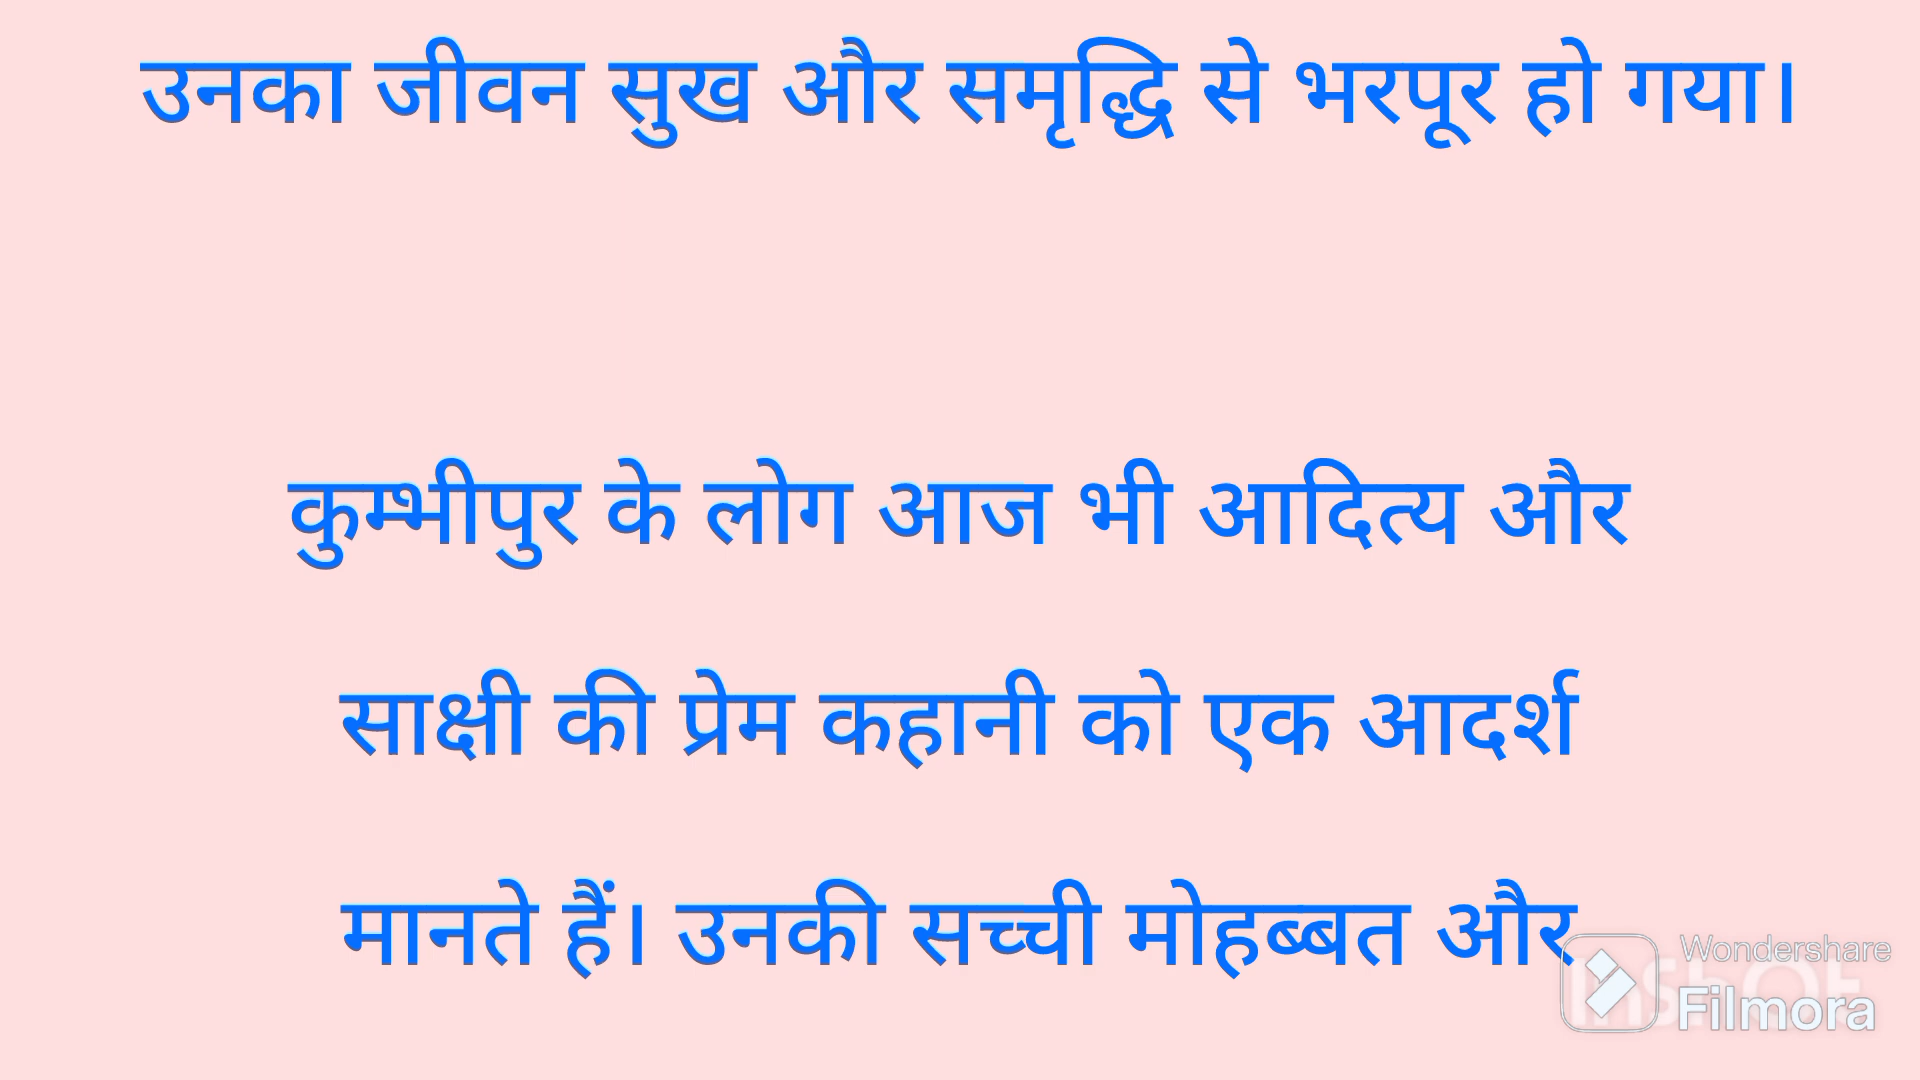 उनका जीवन सुख और समृद्धि से भरपूर हो गया।
कुम्भीपुर के लोग आज भी आदित्य और
साक्षी की प्रेम कहानी को एक आदर्श
मानते हैं। उनकी सच्ची मोहब्बत और
Wondershare
Filmora